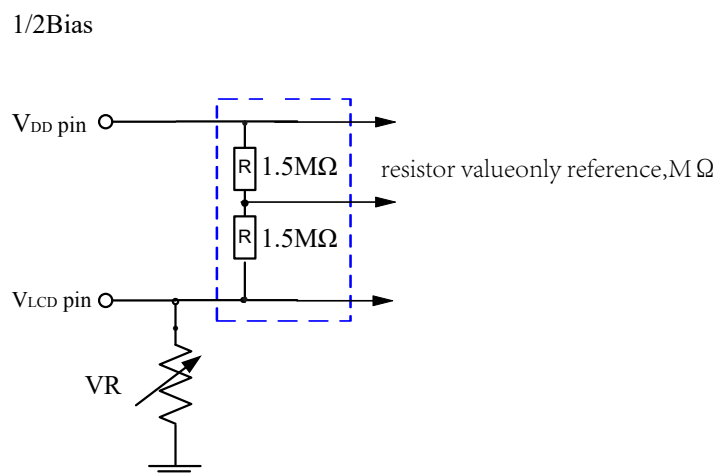 1/2Bias
VDD pin
R 1.5MΩ
resistor valueonly reference,MΩ
R 1.5MΩ
VLCD pin
VR